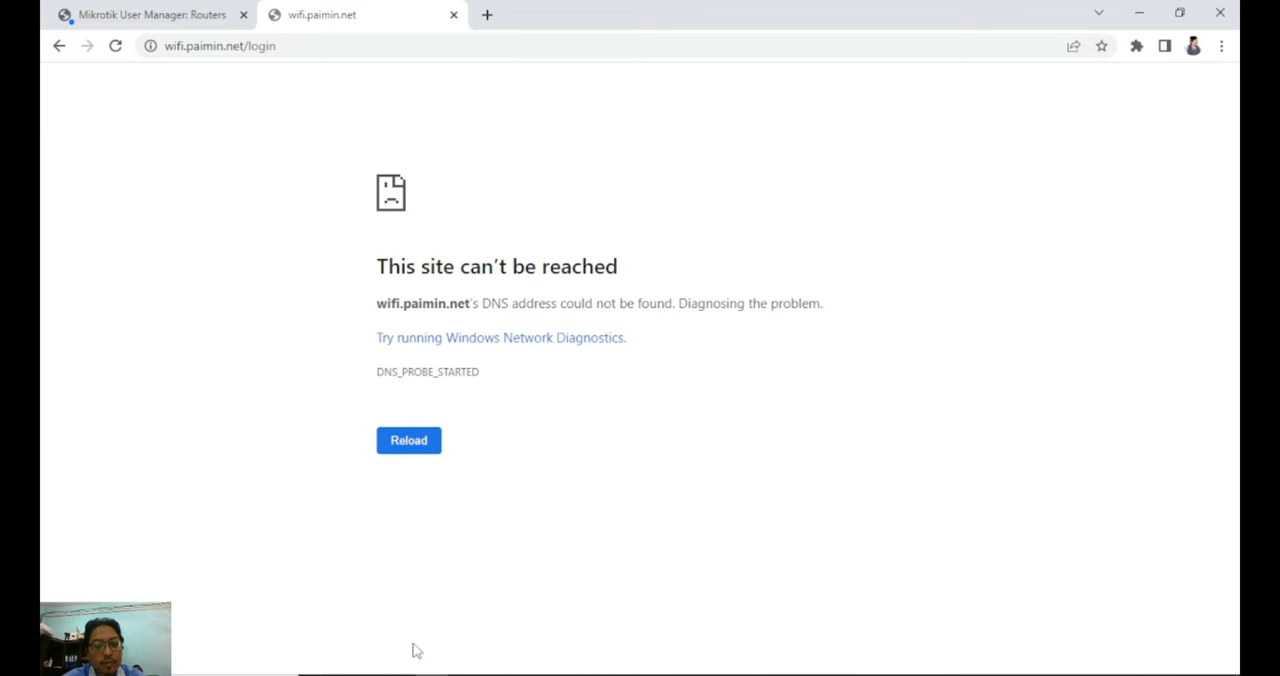 Mikrotik User Manager: Routers
wifi.paimin.net
wifi.paimin.net/login
This site can’t be reached
wifi.paimin.net's DNS address could not be found. Diagnosing the problem.
Try running Windows Network Diagnostics.
DNS_PROBE_STARTED
Reload